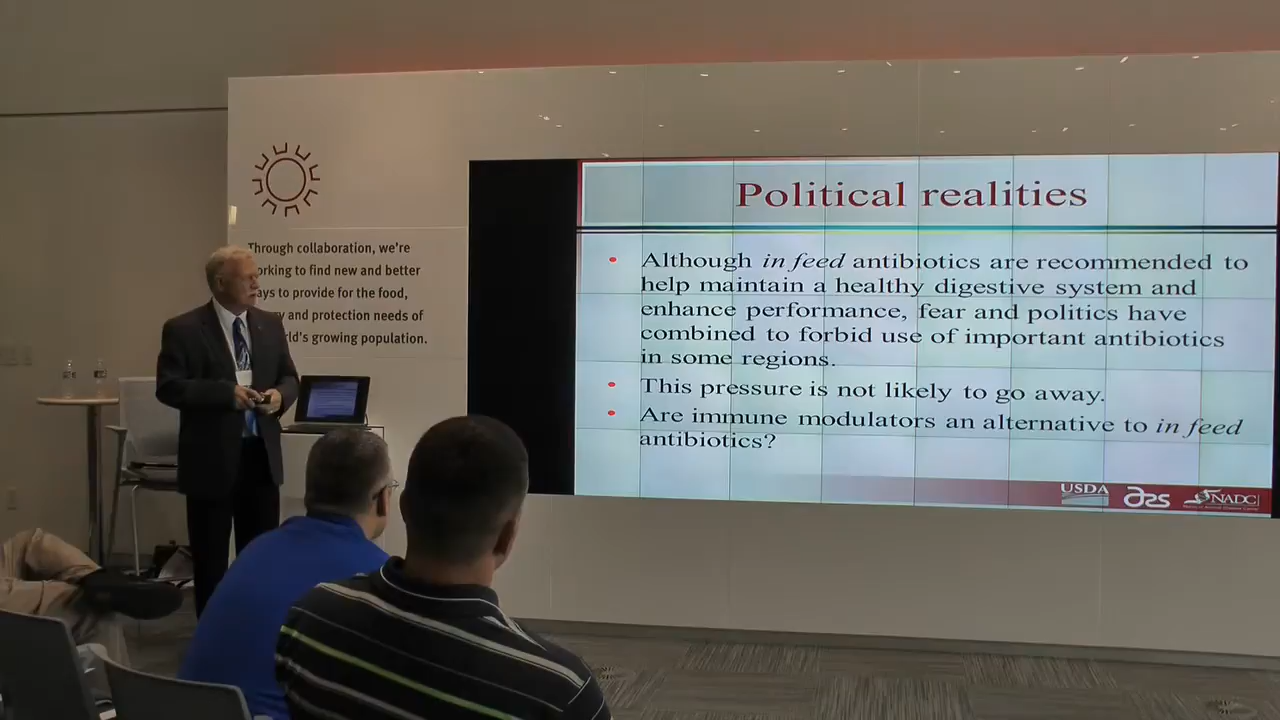 Through collaboration, we're
orking to find new and better
ays to provide for the food,
y and protection needs of
ld's growing population.
Political realities
• Although in feed antibiotics are recommended to
help maintain a healthy digestive system and
enhance performance, fear and politics have
combined to forbid use of important antibiotics
in some regions.
• This pressure is not likely to go away.
• Are immune modulators an alternative to in feed
antibiotics?
USDA ars NADC